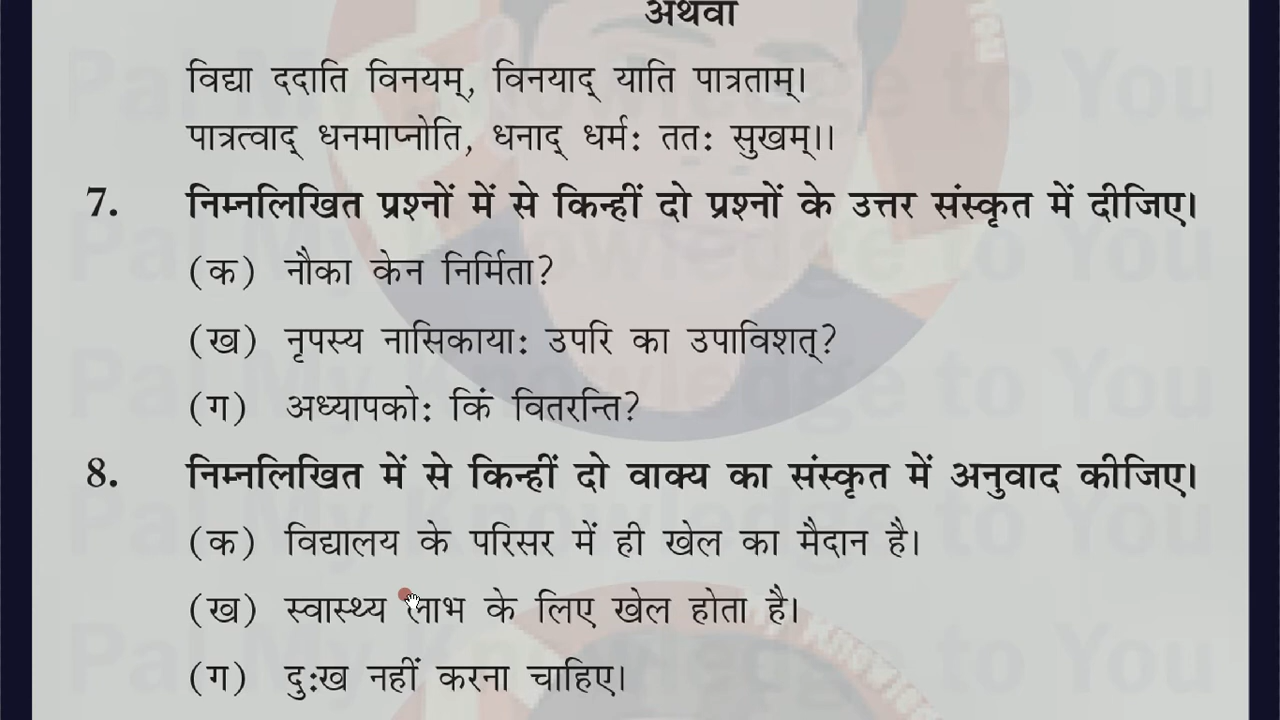 अथवा
विद्या ददाति विनयम्, विनयाद् याति पात्रताम्।
पात्रत्वाद् धनमाप्नोति, धनाद् धर्म: तत: सुखम्।।
7. निम्नलिखित प्रश्नों में से किन्हीं दो प्रश्नों के उत्तर संस्कृत में दीजिए।
(क) नौका केन निर्मिता?
(ख) नृपस्य नासिकाया: उपरि का उपाविशत्?
(ग) अध्यापको: किं वितरन्ति?
8. निम्नलिखित में से किन्हीं दो वाक्य का संस्कृत में अनुवाद कीजिए।
(क) विद्यालय के परिसर में ही खेल का मैदान है।
(ख) स्वास्थ्य लाभ के लिए खेल होता है।
(ग) दु:ख नहीं करना चाहिए।